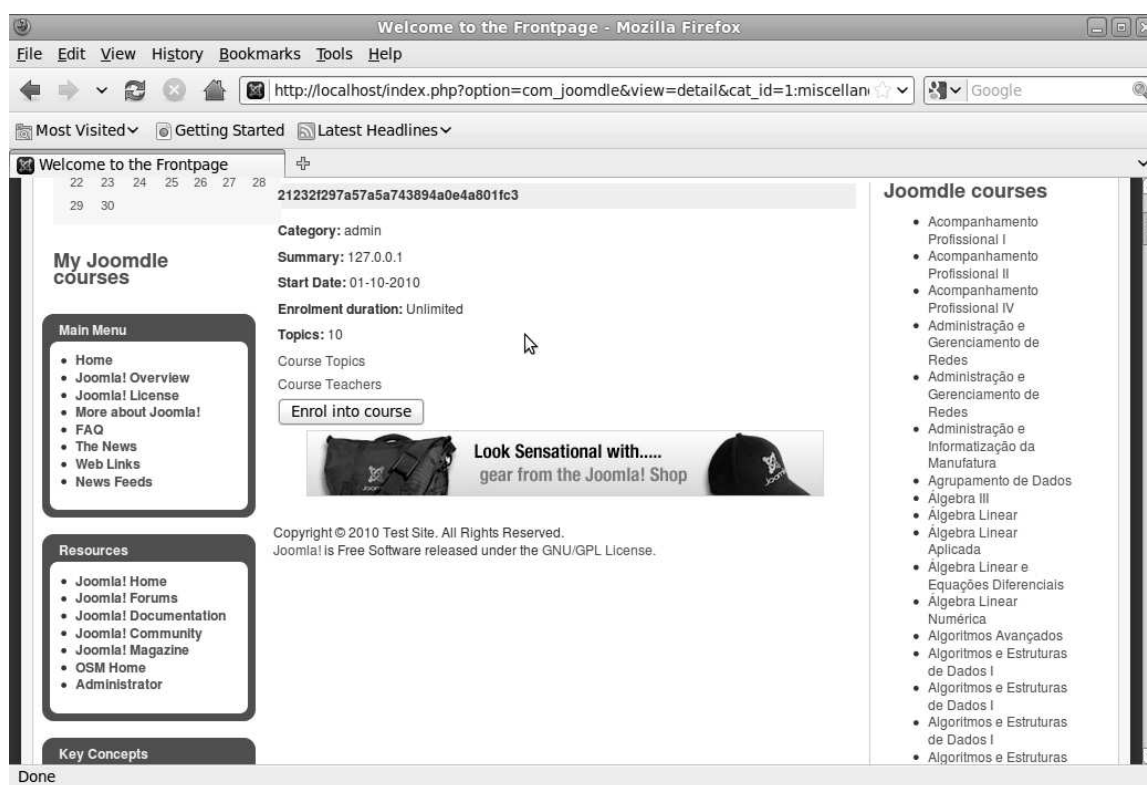 Welcome to the Frontpage - Mozilla Firefox
File Edit View History Bookmarks Tools Help
http://localhost/index.php?option=com_joomdle&view=detail&cat_id=1:miscellan
Google
Most Visited
Getting Started
Latest Headlines
Welcome to the Frontpage
22 23 24 25 26 27 28
29 30
My Joomdle
courses
Main Menu
Home
Joomla! Overview
Joomla! License
More about Joomla!
FAQ
The News
Web Links
News Feeds
Resources
Joomla! Home
Joomla! Forums
Joomla! Documentation
Joomla! Community
Joomla! Magazine
OSM Home
Administrator
Key Concepts
21232f297a57a5a743894a0e4a801fc3
Category: admin
Summary: 127.0.0.1
Start Date: 01-10-2010
Enrolment duration: Unlimited
Topics: 10
Course Topics
Course Teachers
Enrol into course
Look Sensational with.....
gear from the Joomla! Shop
Copyright © 2010 Test Site. All Rights Reserved.
Joomla! is Free Software released under the GNU/GPL License.
Joomdle courses
Acompanhamento
Profissional I
Acompanhamento
Profissional II
Acompanhamento
Profissional IV
Administração e
Gerenciamento de
Redes
Administração e
Gerenciamento de
Redes
Administração e
Informatização da
Manufatura
Agrupamento de Dados
Álgebra III
Álgebra Linear
Álgebra Linear
Aplicada
Álgebra Linear e
Equações Diferenciais
Álgebra Linear
Numérica
Algoritmos Avançados
Algoritmos e Estruturas
de Dados I
Algoritmos e Estruturas
de Dados I
Algoritmos e Estruturas
de Dados I
Algoritmos e Estruturas
Done